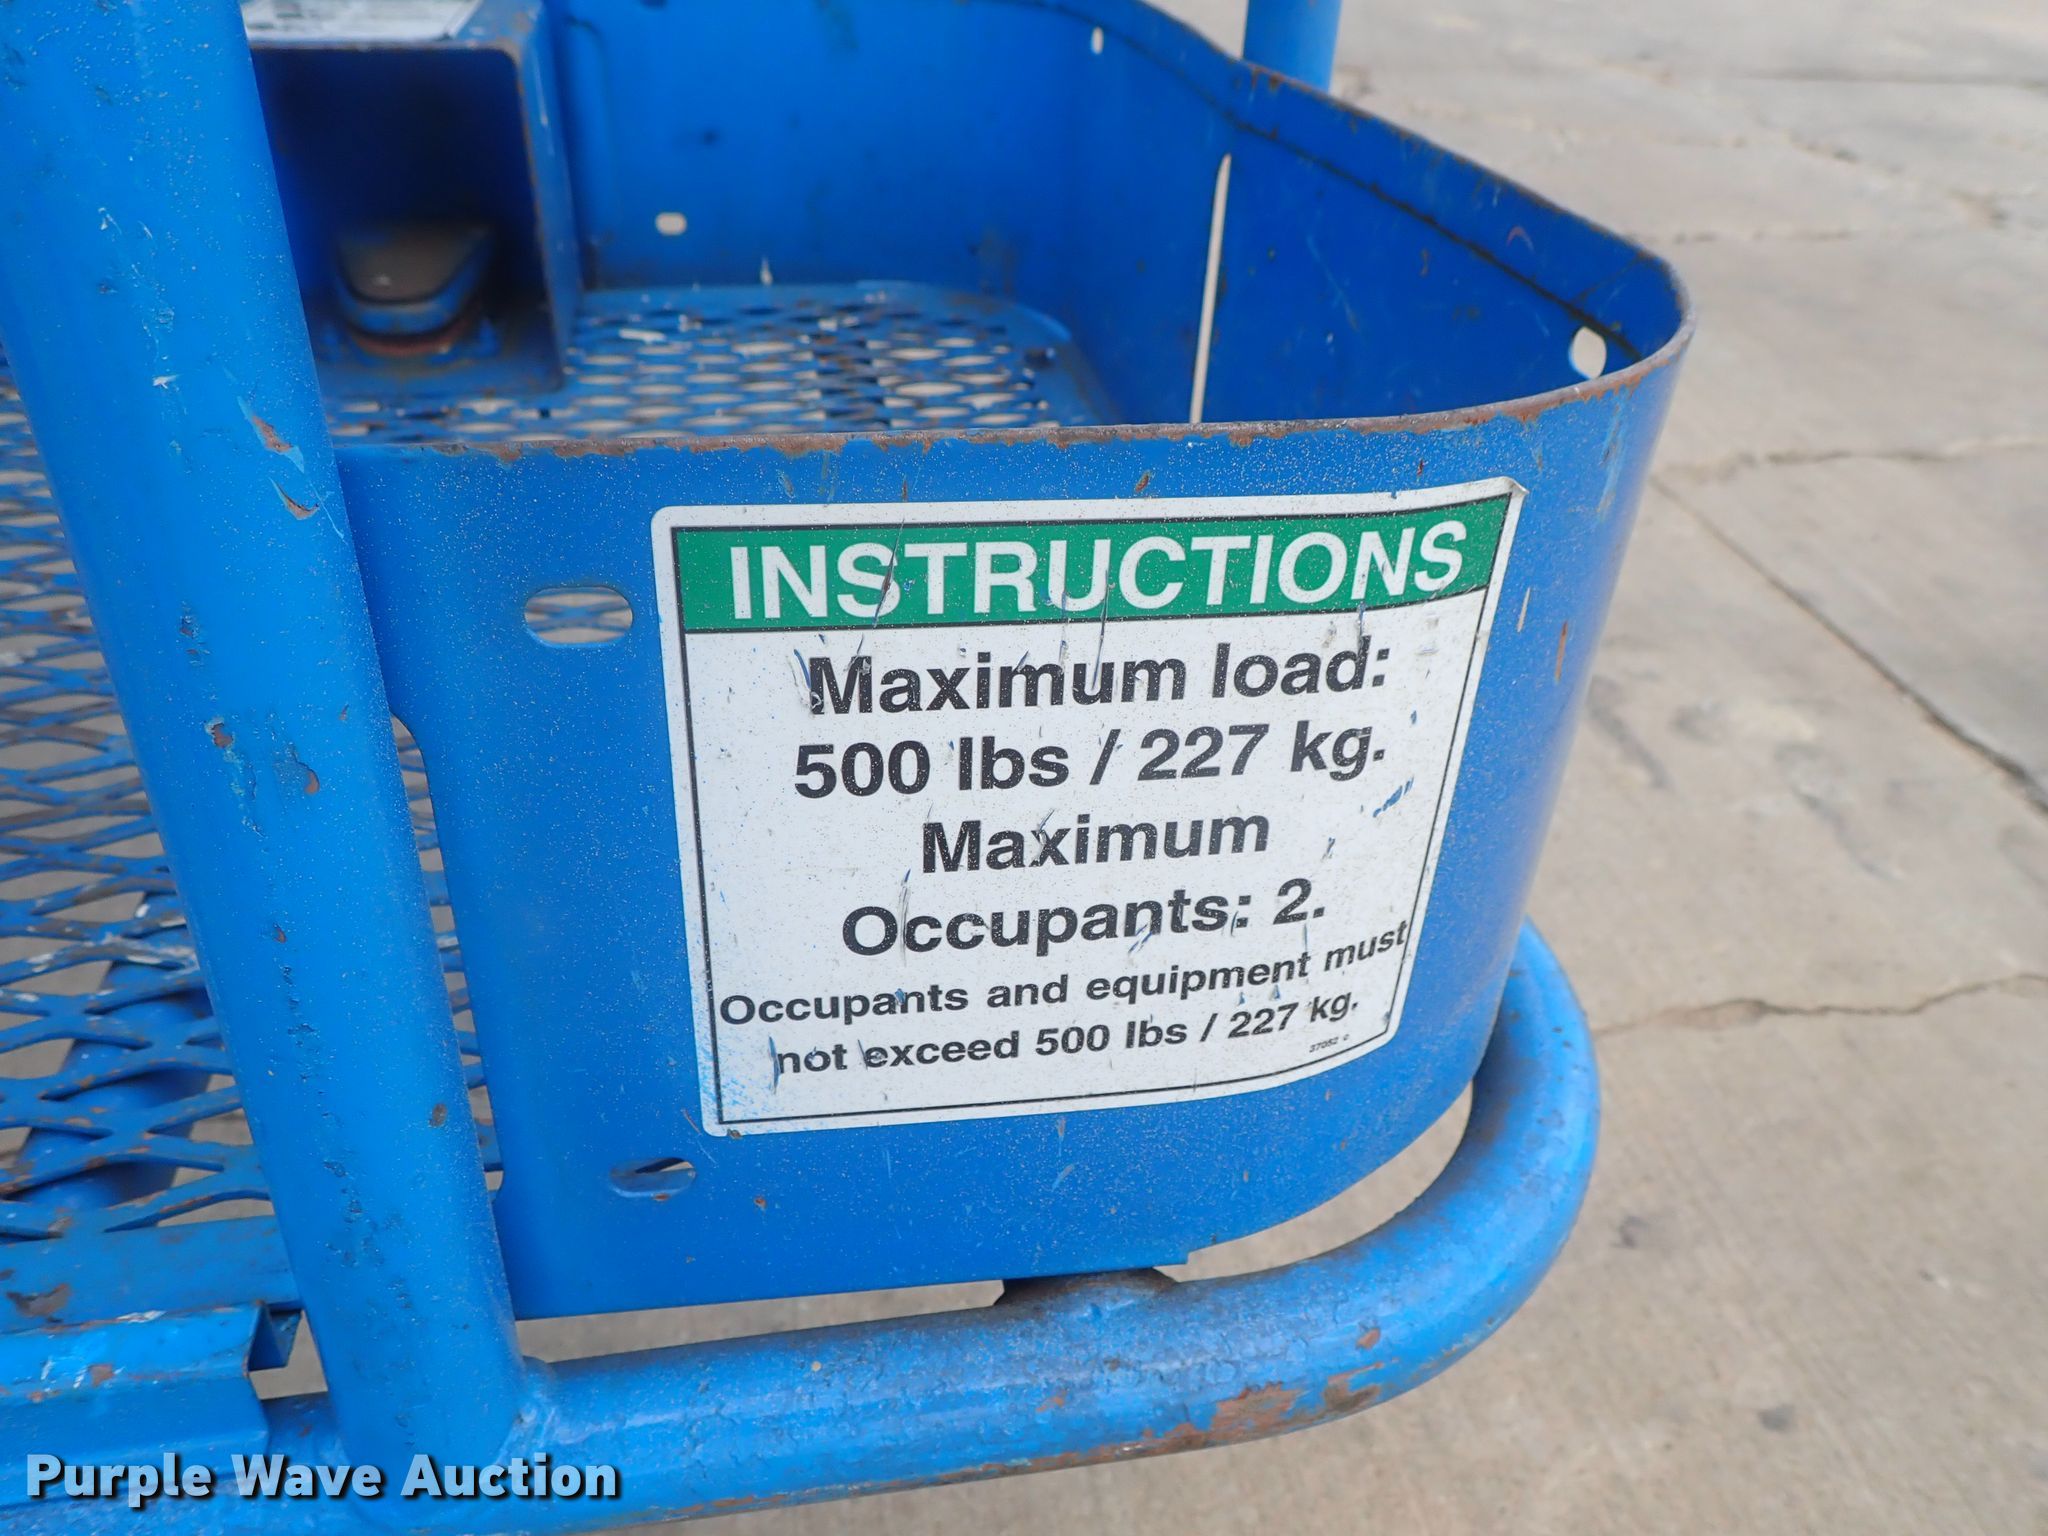 INSTRUCTIONS
Maximum load:
500 lbs / 227 kg.
Maximum
Occupants: 2.
Occupants and equipment must
not exceed 500 lbs / 227 kg.
37052 C
Purple Wave Auction